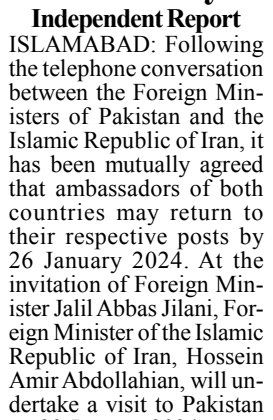 Independent Report
ISLAMABAD: Following
the telephone conversation
between the Foreign Min-
isters of Pakistan and the
Islamic Republic of Iran, it
has been mutually agreed
that ambassadors of both
countries may return to
their respective posts by
26 January 2024. At the
invitation of Foreign Min-
ister Jalil Abbas Jilani, For-
eign Minister of the Islamic
Republic of Iran, Hossein
Amir Abdollahian, will un-
dertake a visit to Pakistan